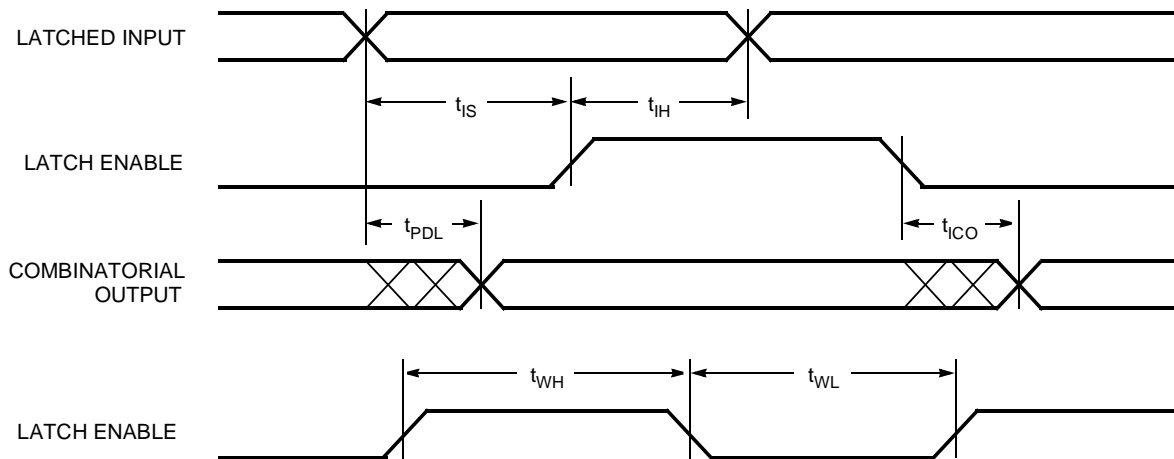 LATCHED INPUT
tIS
tIH
LATCH ENABLE
tPDL
tICO
COMBINATORIAL
OUTPUT
tWH
tWL
LATCH ENABLE